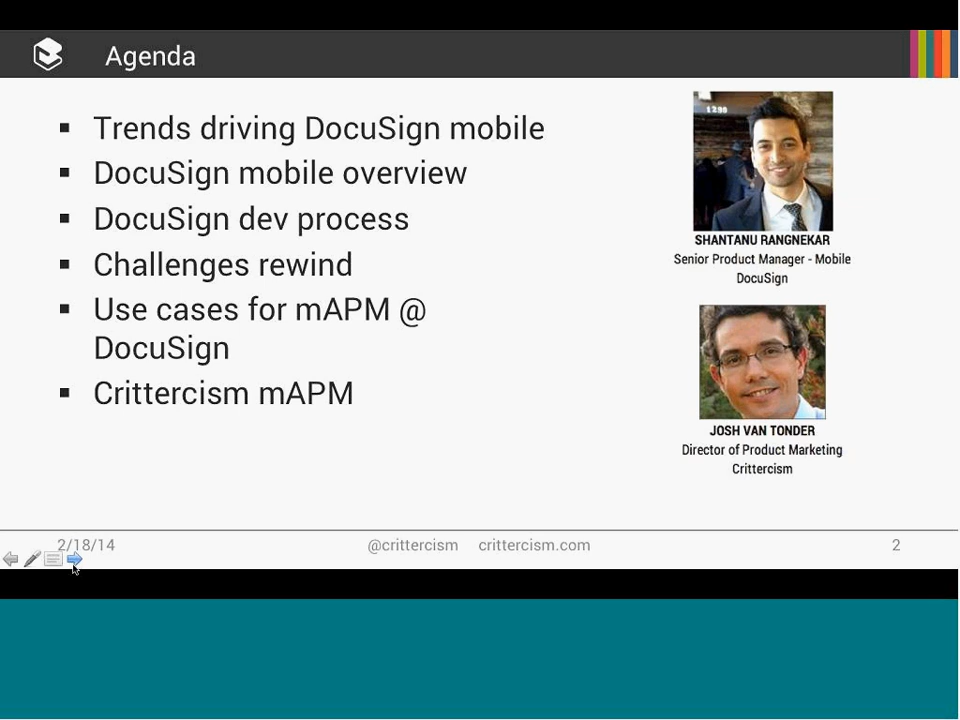 Agenda
▪ Trends driving DocuSign mobile
▪ DocuSign mobile overview
▪ DocuSign dev process
▪ Challenges rewind
▪ Use cases for mAPM @
DocuSign
▪ Crittercism mAPM
SHANTANU RANGNEKAR
Senior Product Manager - Mobile
DocuSign
JOSH VAN TONDER
Director of Product Marketing
Crittercism
2/18/14 @crittercism crittercism.com 2